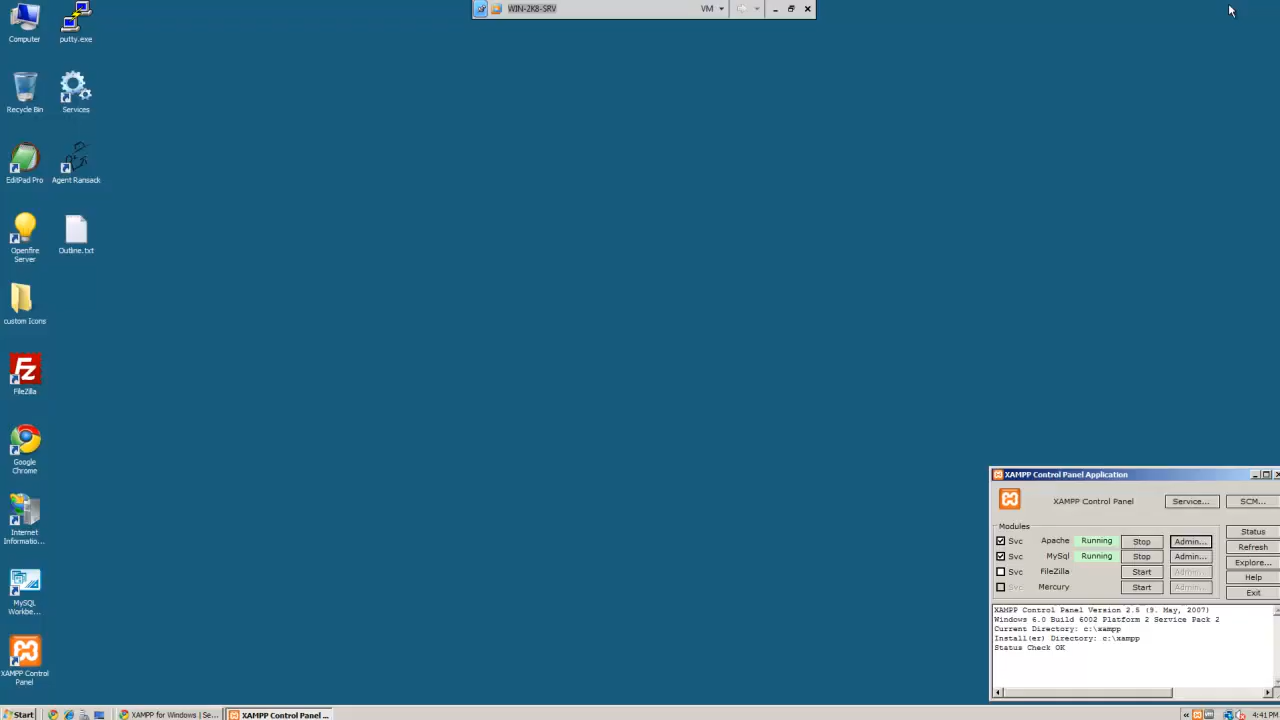 WIN-2K8-SRV
VM
Computer
putty.exe
Recycle Bin
Services
EditPad Pro
Agent Ransack
Openfire
Server
Outline.txt
custom Icons
FileZilla
Google
Chrome
Internet
Informatio...
MySQL
Workbe...
XAMPP Control
Panel
XAMPP Control Panel Application
XAMPP Control Panel
Service...
SCM...
Modules
Svc Apache Running Stop Admin...
Svc MySql Running Stop Admin...
Svc FileZilla Start Admin...
Svc Mercury Start Admin...
Status
Refresh
Explore...
Help
Exit
XAMPP Control Panel Version 2.5 (9. May, 2007)
Windows 6.0 Build 6002 Platform 2 Service Pack 2
Current Directory: c:\xampp
Install(er) Directory: c:\xampp
Status Check OK
Start
XAMPP for Windows | Se...
XAMPP Control Panel ...
4:41 PM